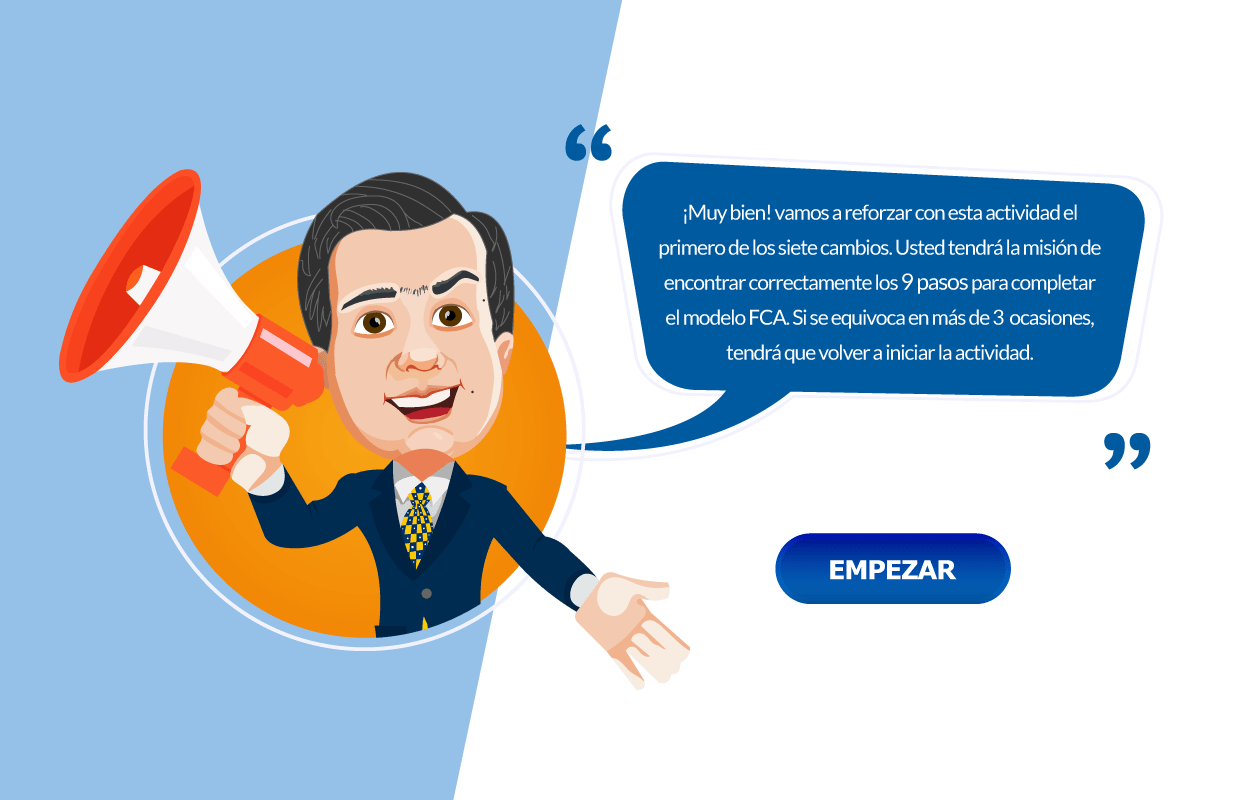 ¡Muy bien! vamos a reforzar con esta actividad el
primero de los siete cambios. Usted tendrá la misión de
encontrar correctamente los 9 pasos para completar
el modelo FCA. Si se equivoca en más de 3 ocasiones,
tendrá que volver a iniciar la actividad.
EMPEZAR